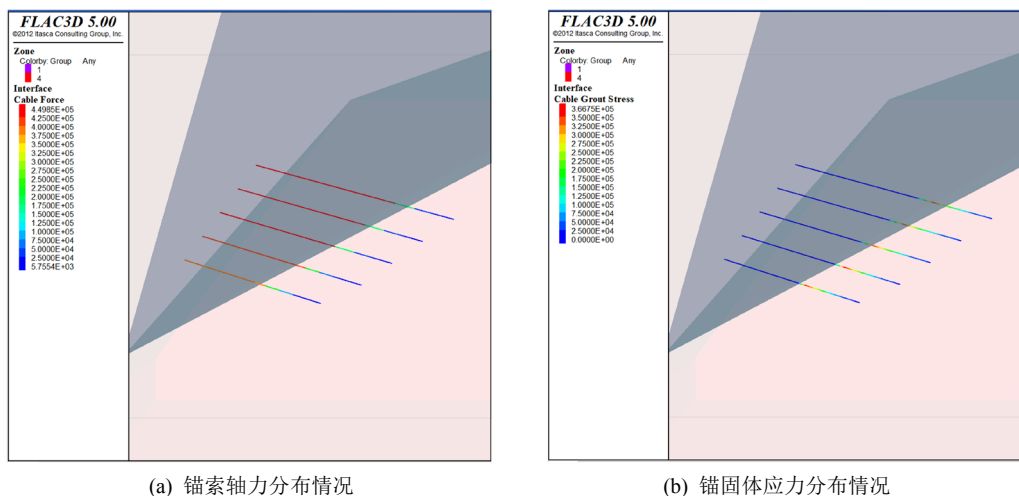 FLAC3D 5.00
©2012 Itasca Consulting Group, Inc.
Zone
Colorby: Group Any
1
4
Interface
Cable Force
4.4985E+05
4.2500E+05
4.0000E+05
3.7500E+05
3.5000E+05
3.2500E+05
3.0000E+05
2.7500E+05
2.5000E+05
2.2500E+05
2.0000E+05
1.7500E+05
1.5000E+05
1.2500E+05
1.0000E+05
7.5000E+04
5.0000E+04
2.5000E+04
5.7554E+03
(a) 锚索轴力分布情况
FLAC3D 5.00
©2012 Itasca Consulting Group, Inc.
Zone
Colorby: Group Any
1
4
Interface
Cable Grout Stress
3.6675E+05
3.5000E+05
3.2500E+05
3.0000E+05
2.7500E+05
2.5000E+05
2.2500E+05
2.0000E+05
1.7500E+05
1.5000E+05
1.2500E+05
1.0000E+05
7.5000E+04
5.0000E+04
2.5000E+04
0.0000E+00
(b) 锚固体应力分布情况